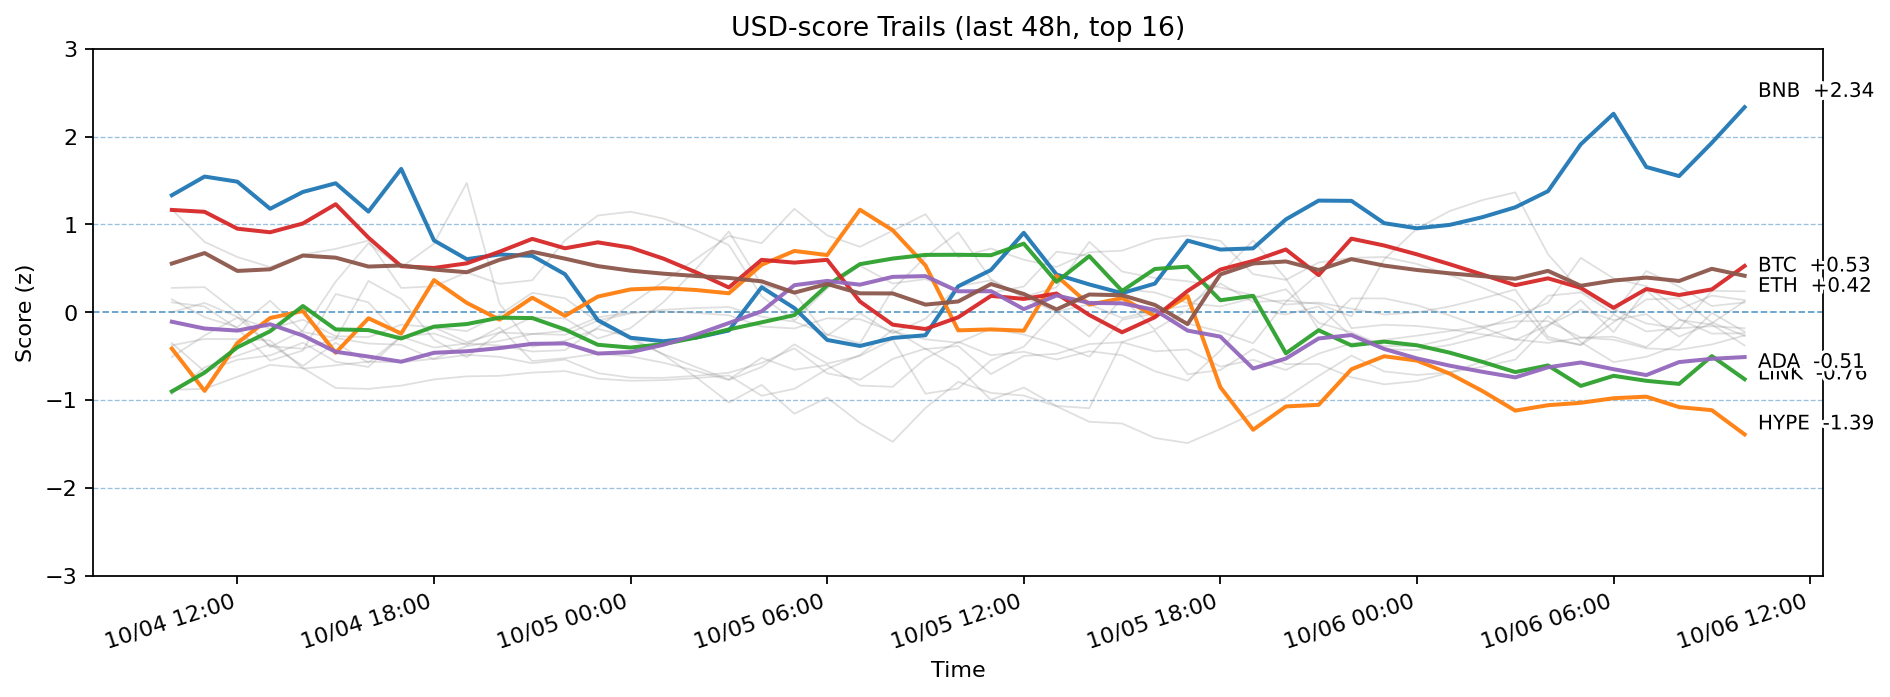 USD-score Trails (last 48h, top 16)
3
2
1
0
−1
−2
−3
Score (z)
BNB +2.34
BTC +0.53
ETH +0.42
ADA -0.51
LINK -0.76
HYPE -1.39
10/04 12:00
10/04 18:00
10/05 00:00
10/05 06:00
10/05 12:00
10/05 18:00
10/06 00:00
10/06 06:00
10/06 12:00
Time